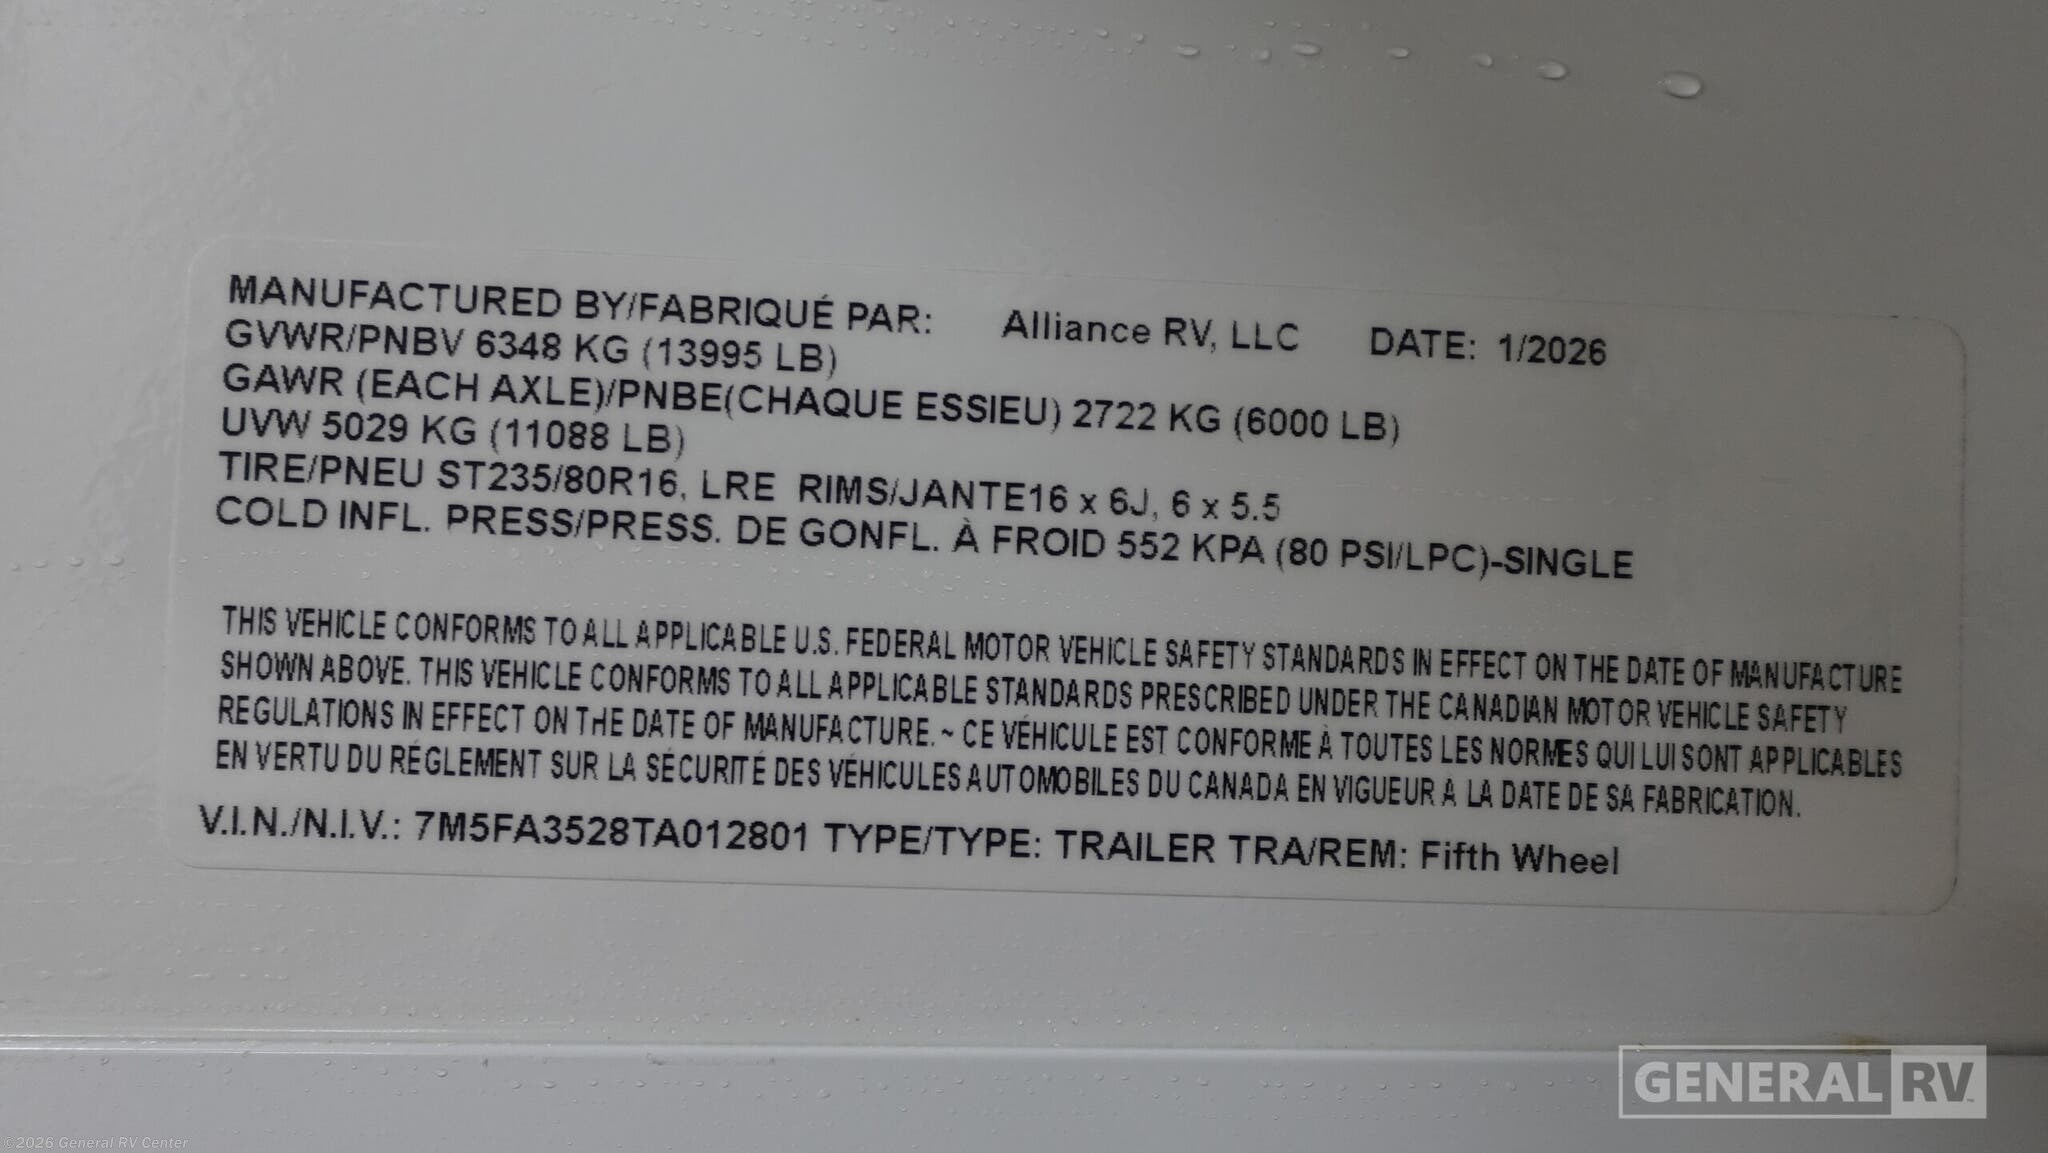 MANUFACTURED BY/FABRIQUÉ PAR: Alliance RV, LLC DATE: 1/2026
GVWR/PNBV 6348 KG (13995 LB)
GAWR (EACH AXLE)/PNBE(CHAQUE ESSIEU) 2722 KG (6000 LB)
UVW 5029 KG (11088 LB)
TIRE/PNEU ST235/80R16, LRE RIMS/JANTE16 x 6J, 6 x 5.5
COLD INFL. PRESS/PRESS. DE GONFL. À FROID 552 KPA (80 PSI/LPC)-SINGLE
THIS VEHICLE CONFORMS TO ALL APPLICABLE U.S. FEDERAL MOTOR VEHICLE SAFETY STANDARDS IN EFFECT ON THE DATE OF MANUFACTURE
SHOWN ABOVE. THIS VEHICLE CONFORMS TO ALL APPLICABLE STANDARDS PRESCRIBED UNDER THE CANADIAN MOTOR VEHICLE SAFETY
REGULATIONS IN EFFECT ON THE DATE OF MANUFACTURE. ~ CE VÉHICULE EST CONFORME À TOUTES LES NORMES QUI LUI SONT APPLICABLES
EN VERTU DU RÉGLEMENT SUR LA SÉCURITÉ DES VÉHICULES AUTOMOBILES DU CANADA EN VIGUEUR À LA DATE DE SA FABRICATION.
V.I.N./N.I.V.: 7M5FA3528TA012801 TYPE/TYPE: TRAILER TRA/REM: Fifth Wheel
GENERAL RV™
©2026 General RV Center